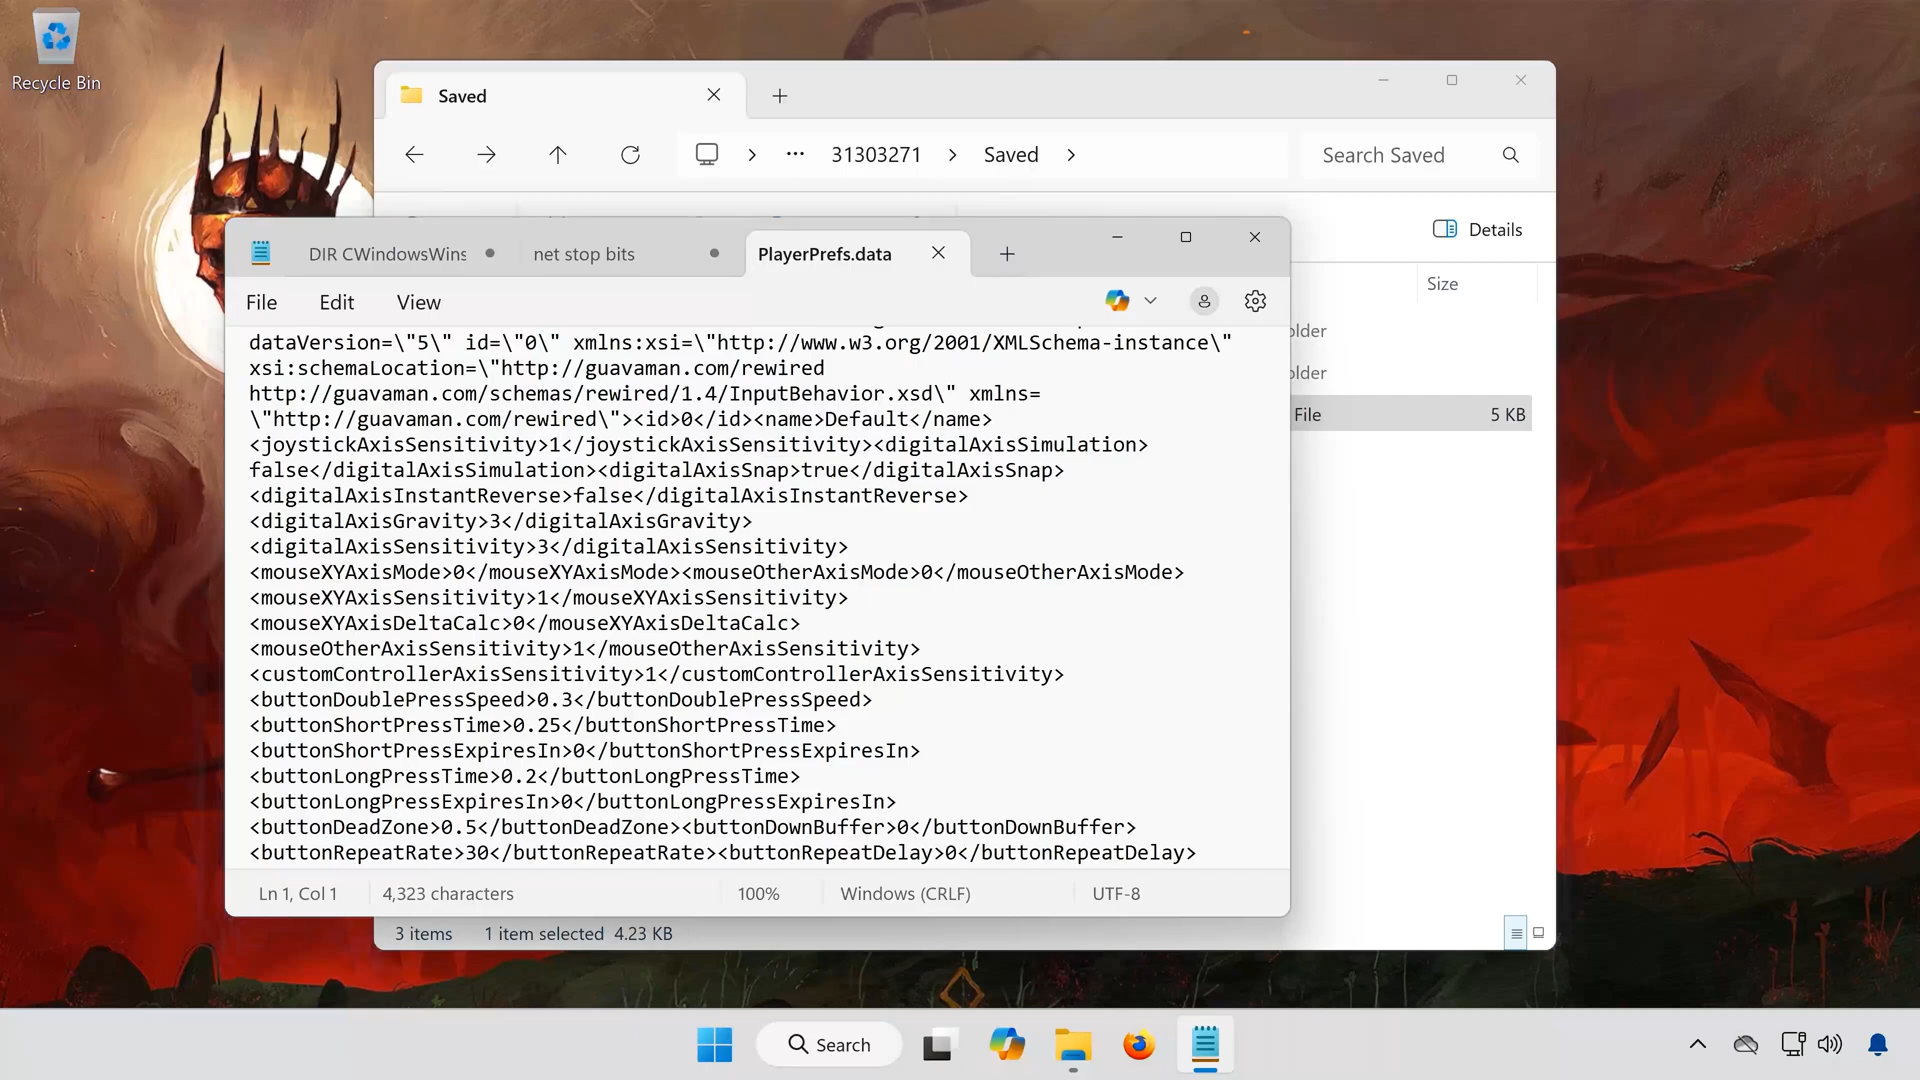 Recycle Bin
Saved
31303271
Saved
Search Saved
Details
Size
older
older
File
5 KB
DIR CWindowsWins
net stop bits
PlayerPrefs.data
File
Edit
View
dataVersion=\"5\" id=\"0\" xmlns:xsi=\"http://www.w3.org/2001/XMLSchema-instance\"
xsi:schemaLocation=\"http://guavaman.com/rewired
http://guavaman.com/schemas/rewired/1.4/InputBehavior.xsd\" xmlns=
\"http://guavaman.com/rewired\"><id>0</id><name>Default</name>
<joystickAxisSensitivity>1</joystickAxisSensitivity><digitalAxisSimulation>
false</digitalAxisSimulation><digitalAxisSnap>true</digitalAxisSnap>
<digitalAxisInstantReverse>false</digitalAxisInstantReverse>
<digitalAxisGravity>3</digitalAxisGravity>
<digitalAxisSensitivity>3</digitalAxisSensitivity>
<mouseXYAxisMode>0</mouseXYAxisMode><mouseOtherAxisMode>0</mouseOtherAxisMode>
<mouseXYAxisSensitivity>1</mouseXYAxisSensitivity>
<mouseXYAxisDeltaCalc>0</mouseXYAxisDeltaCalc>
<mouseOtherAxisSensitivity>1</mouseOtherAxisSensitivity>
<customControllerAxisSensitivity>1</customControllerAxisSensitivity>
<buttonDoublePressSpeed>0.3</buttonDoublePressSpeed>
<buttonShortPressTime>0.25</buttonShortPressTime>
<buttonShortPressExpiresIn>0</buttonShortPressExpiresIn>
<buttonLongPressTime>0.2</buttonLongPressTime>
<buttonLongPressExpiresIn>0</buttonLongPressExpiresIn>
<buttonDeadZone>0.5</buttonDeadZone><buttonDownBuffer>0</buttonDownBuffer>
<buttonRepeatRate>30</buttonRepeatRate><buttonRepeatDelay>0</buttonRepeatDelay>
Ln 1, Col 1
4,323 characters
100%
Windows (CRLF)
UTF-8
3 items
1 item selected 4.23 KB
Search